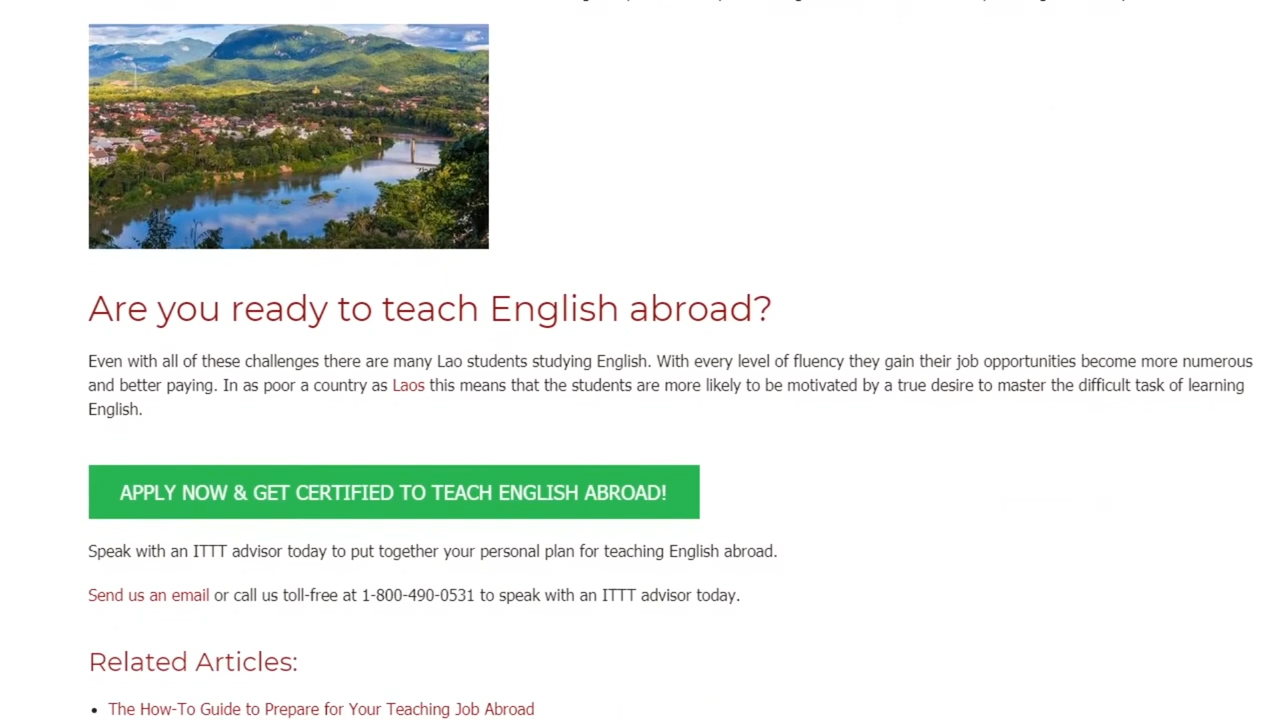 Are you ready to teach English abroad?
Even with all of these challenges there are many Lao students studying English. With every level of fluency they gain their job opportunities become more numerous
and better paying. In as poor a country as Laos this means that the students are more likely to be motivated by a true desire to master the difficult task of learning
English.
APPLY NOW & GET CERTIFIED TO TEACH ENGLISH ABROAD!
Speak with an ITTT advisor today to put together your personal plan for teaching English abroad.
Send us an email or call us toll-free at 1-800-490-0531 to speak with an ITTT advisor today.
Related Articles:
• The How-To Guide to Prepare for Your Teaching Job Abroad